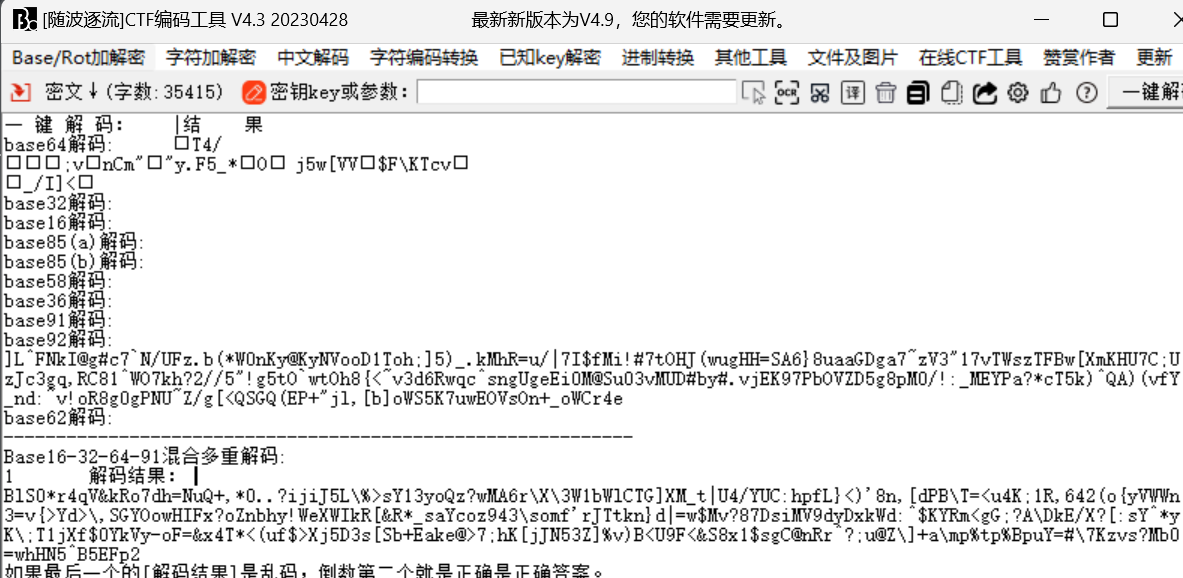 [随波逐流]CTF编码工具 V4.3 20230428 最新新版本为V4.9，您的软件需要更新。
Base/Rot加解密 字符加解密 中文解码 字符编码转换 已知key解密 进制转换 其他工具 文件及图片 在线CTF工具 赞赏作者 更新
密文↓(字数:35415) 密钥key或参数: OCR 译 一键解
一 键 解 码: |结 果
base64解码: □T4/
□□□;v□nCm"□"y.F5_*□O□ j5w[VV□$F\KTcv□
□_/I]<□
base32解码:
base16解码:
base85(a)解码:
base85(b)解码:
base58解码:
base36解码:
base91解码:
base92解码:
]L^FNkI@g#c7`N/UFz.b(*W0nKy@KyNVooD1Toh;]5)_.kMhR=u/|7I$fMi!#7tOHJ(wugHH=SA6}8uaaGDga7~zV3"17vTWszTFBw[XmKHU7C;U
zJc3gq,RC81^WO7kh?2//5"!g5tO`wtOh8{<~v3d6Rwqc^sngUgeEi0M@Su03vMUD#by#.vjEK97PbOVZD5g8pM0/!:_MEYPa?*cT5k)^QA)(vfY
_nd:~v!oR8g0gPNU~Z/g[<QSGQ(EP+"jl,[b]oWS5K7uwEOVsOn+_oWCr4e
base62解码:
---------------------------------------------------------------
Base16-32-64-91混合多重解码:
1 解码结果: |
BlSO*r4qV&kRo7dh=NuQ+,*0..?ijiJ5L\%>sY13yoQz?wMA6r\X\3W1bWlCTG]XM_t|U4/YUC:hpfL}<)'8n,[dPB\T=<u4K;1R,642(o{yVWWn
3=v{>Yd>\,SGYOowHIFx?oZnbhy!WeXWIkR[&R*_saYcoz943\somf'rJTtkn}d|=w$Mv?87DsiMV9dyDxkWd:^$KYRm<gG;?A\DkE/X?[:sY^*y
K\;T1jXf$OYkVy-oF=&x4T*<(uf$>Xj5D3s[Sb+Eake@>7;hK[jJN53Z]%v)B<U9F<&S8x1$sgC@nRr^?;u@Z\]+a\mp%tp%BpuY=#\7Kzvs?MbO
=whHN5^B5EFp2
如果最后一个的[解码结果]是乱码，倒数第二个就是正确是正确答案。